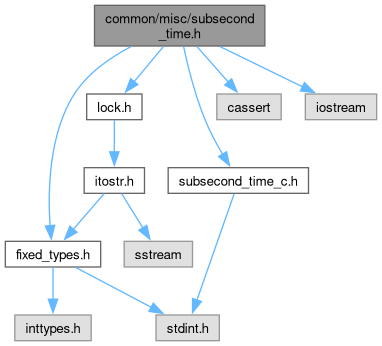 common/misc/subsecond
_time.h
lock.h
cassert
iostream
itostr.h
subsecond_time_c.h
fixed_types.h
sstream
inttypes.h
stdint.h